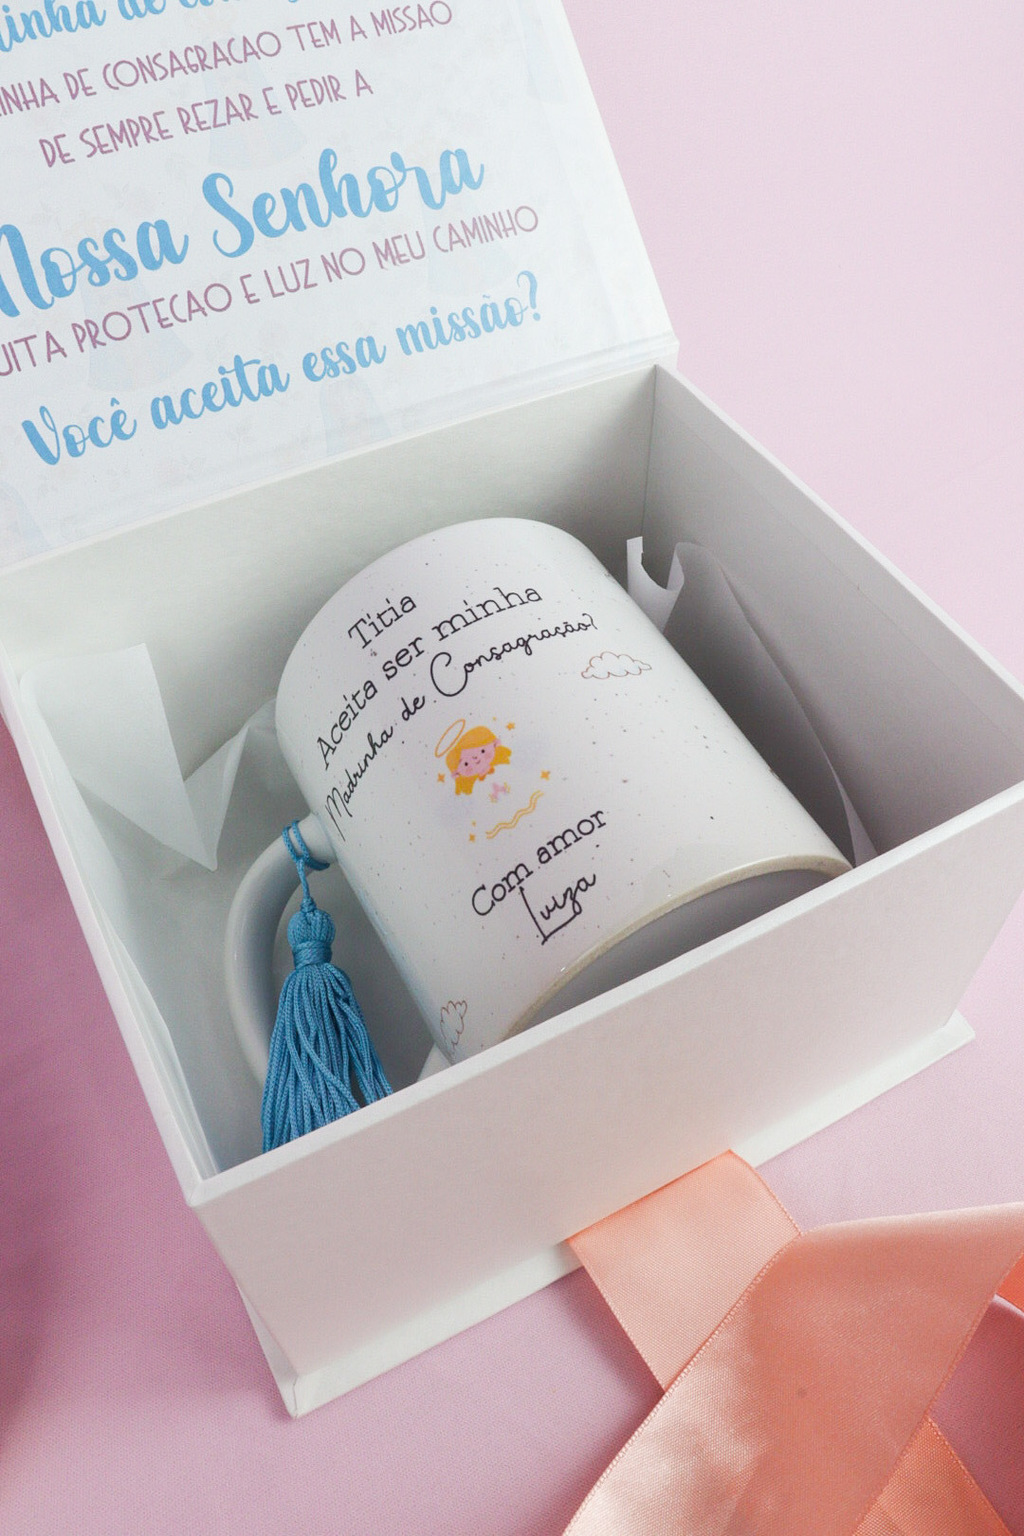 MISSAO
DE CONSAGRACAO TEM A MISSAO
DE SEMPRE REZAR E PEDIR A
Nossa Senhora
PROTECAO E LUZ NO MEU CAMINHO
Você aceita essa missão?
Titia
Aceita ser minha
Madrinha de Consagração?
Com amor
Luiza